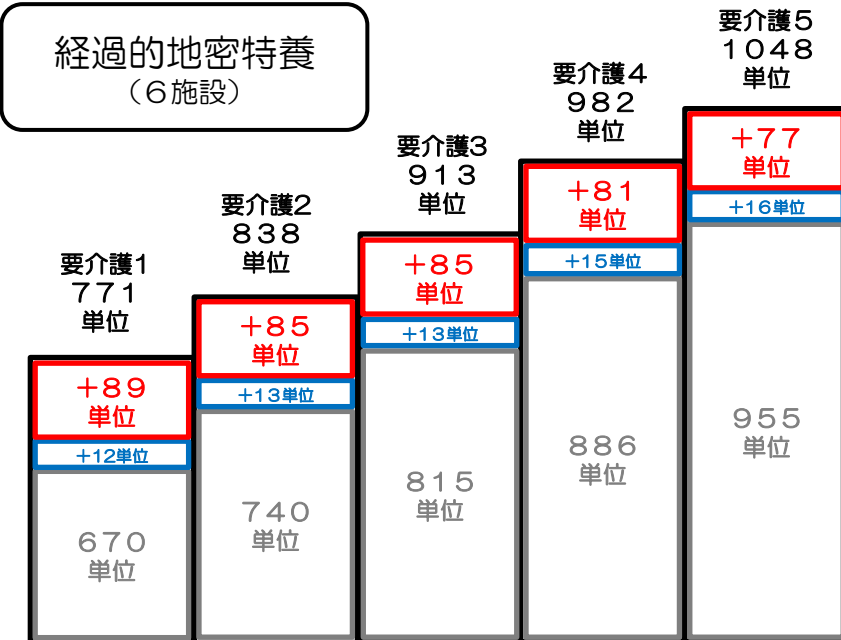 経過的地密特養
（６施設）
要介護1
７７１
単位
+８９
単位
+12単位
６７０
単位
要介護2
８３８
単位
+８５
単位
+13単位
７４０
単位
要介護3
９１３
単位
+８５
単位
+13単位
８１５
単位
要介護4
９８２
単位
+８１
単位
+15単位
８８６
単位
要介護5
１０４８
単位
+７７
単位
+16単位
９５５
単位